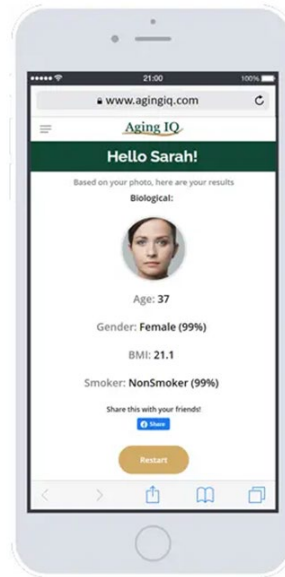 21:00
100%
www.agingiq.com
Aging IQ
Hello Sarah!
Based on your photo, here are your results
Biological:
Age: 37
Gender: Female (99%)
BMI: 21.1
Smoker: NonSmoker (99%)
Share this with your friends!
Share
Restart